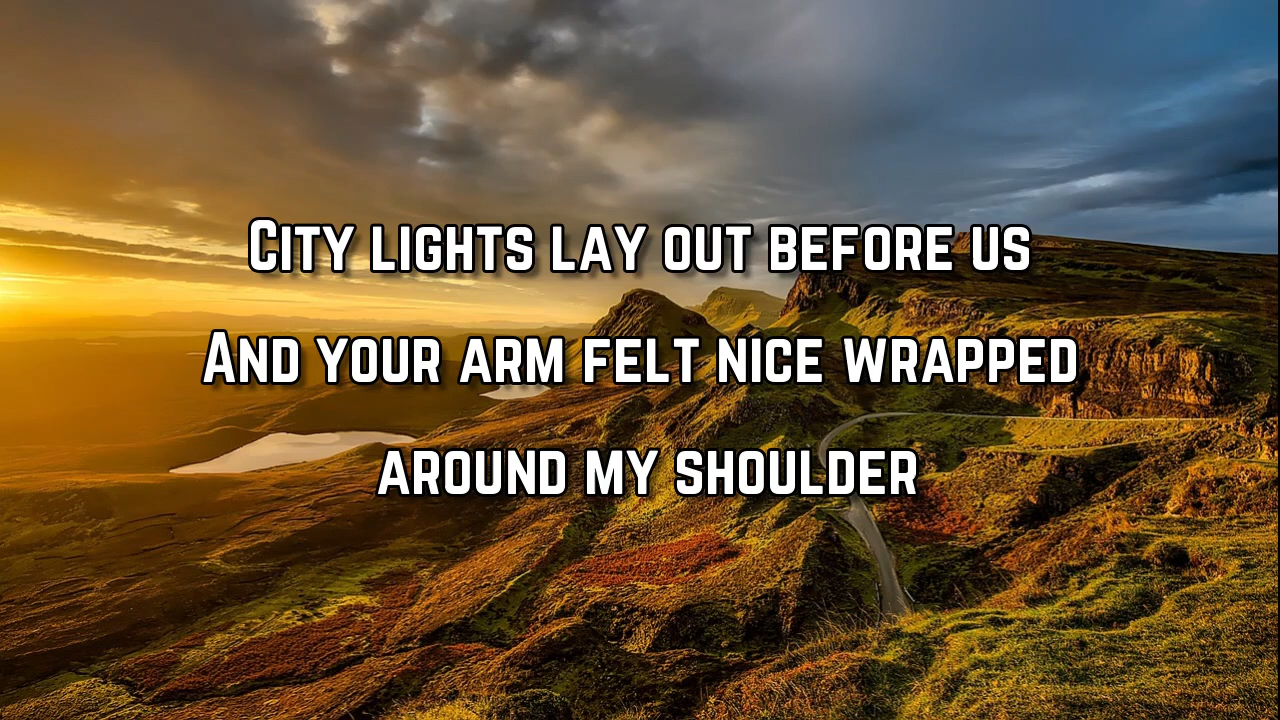 City lights lay out before us
And your arm felt nice wrapped
around my shoulder